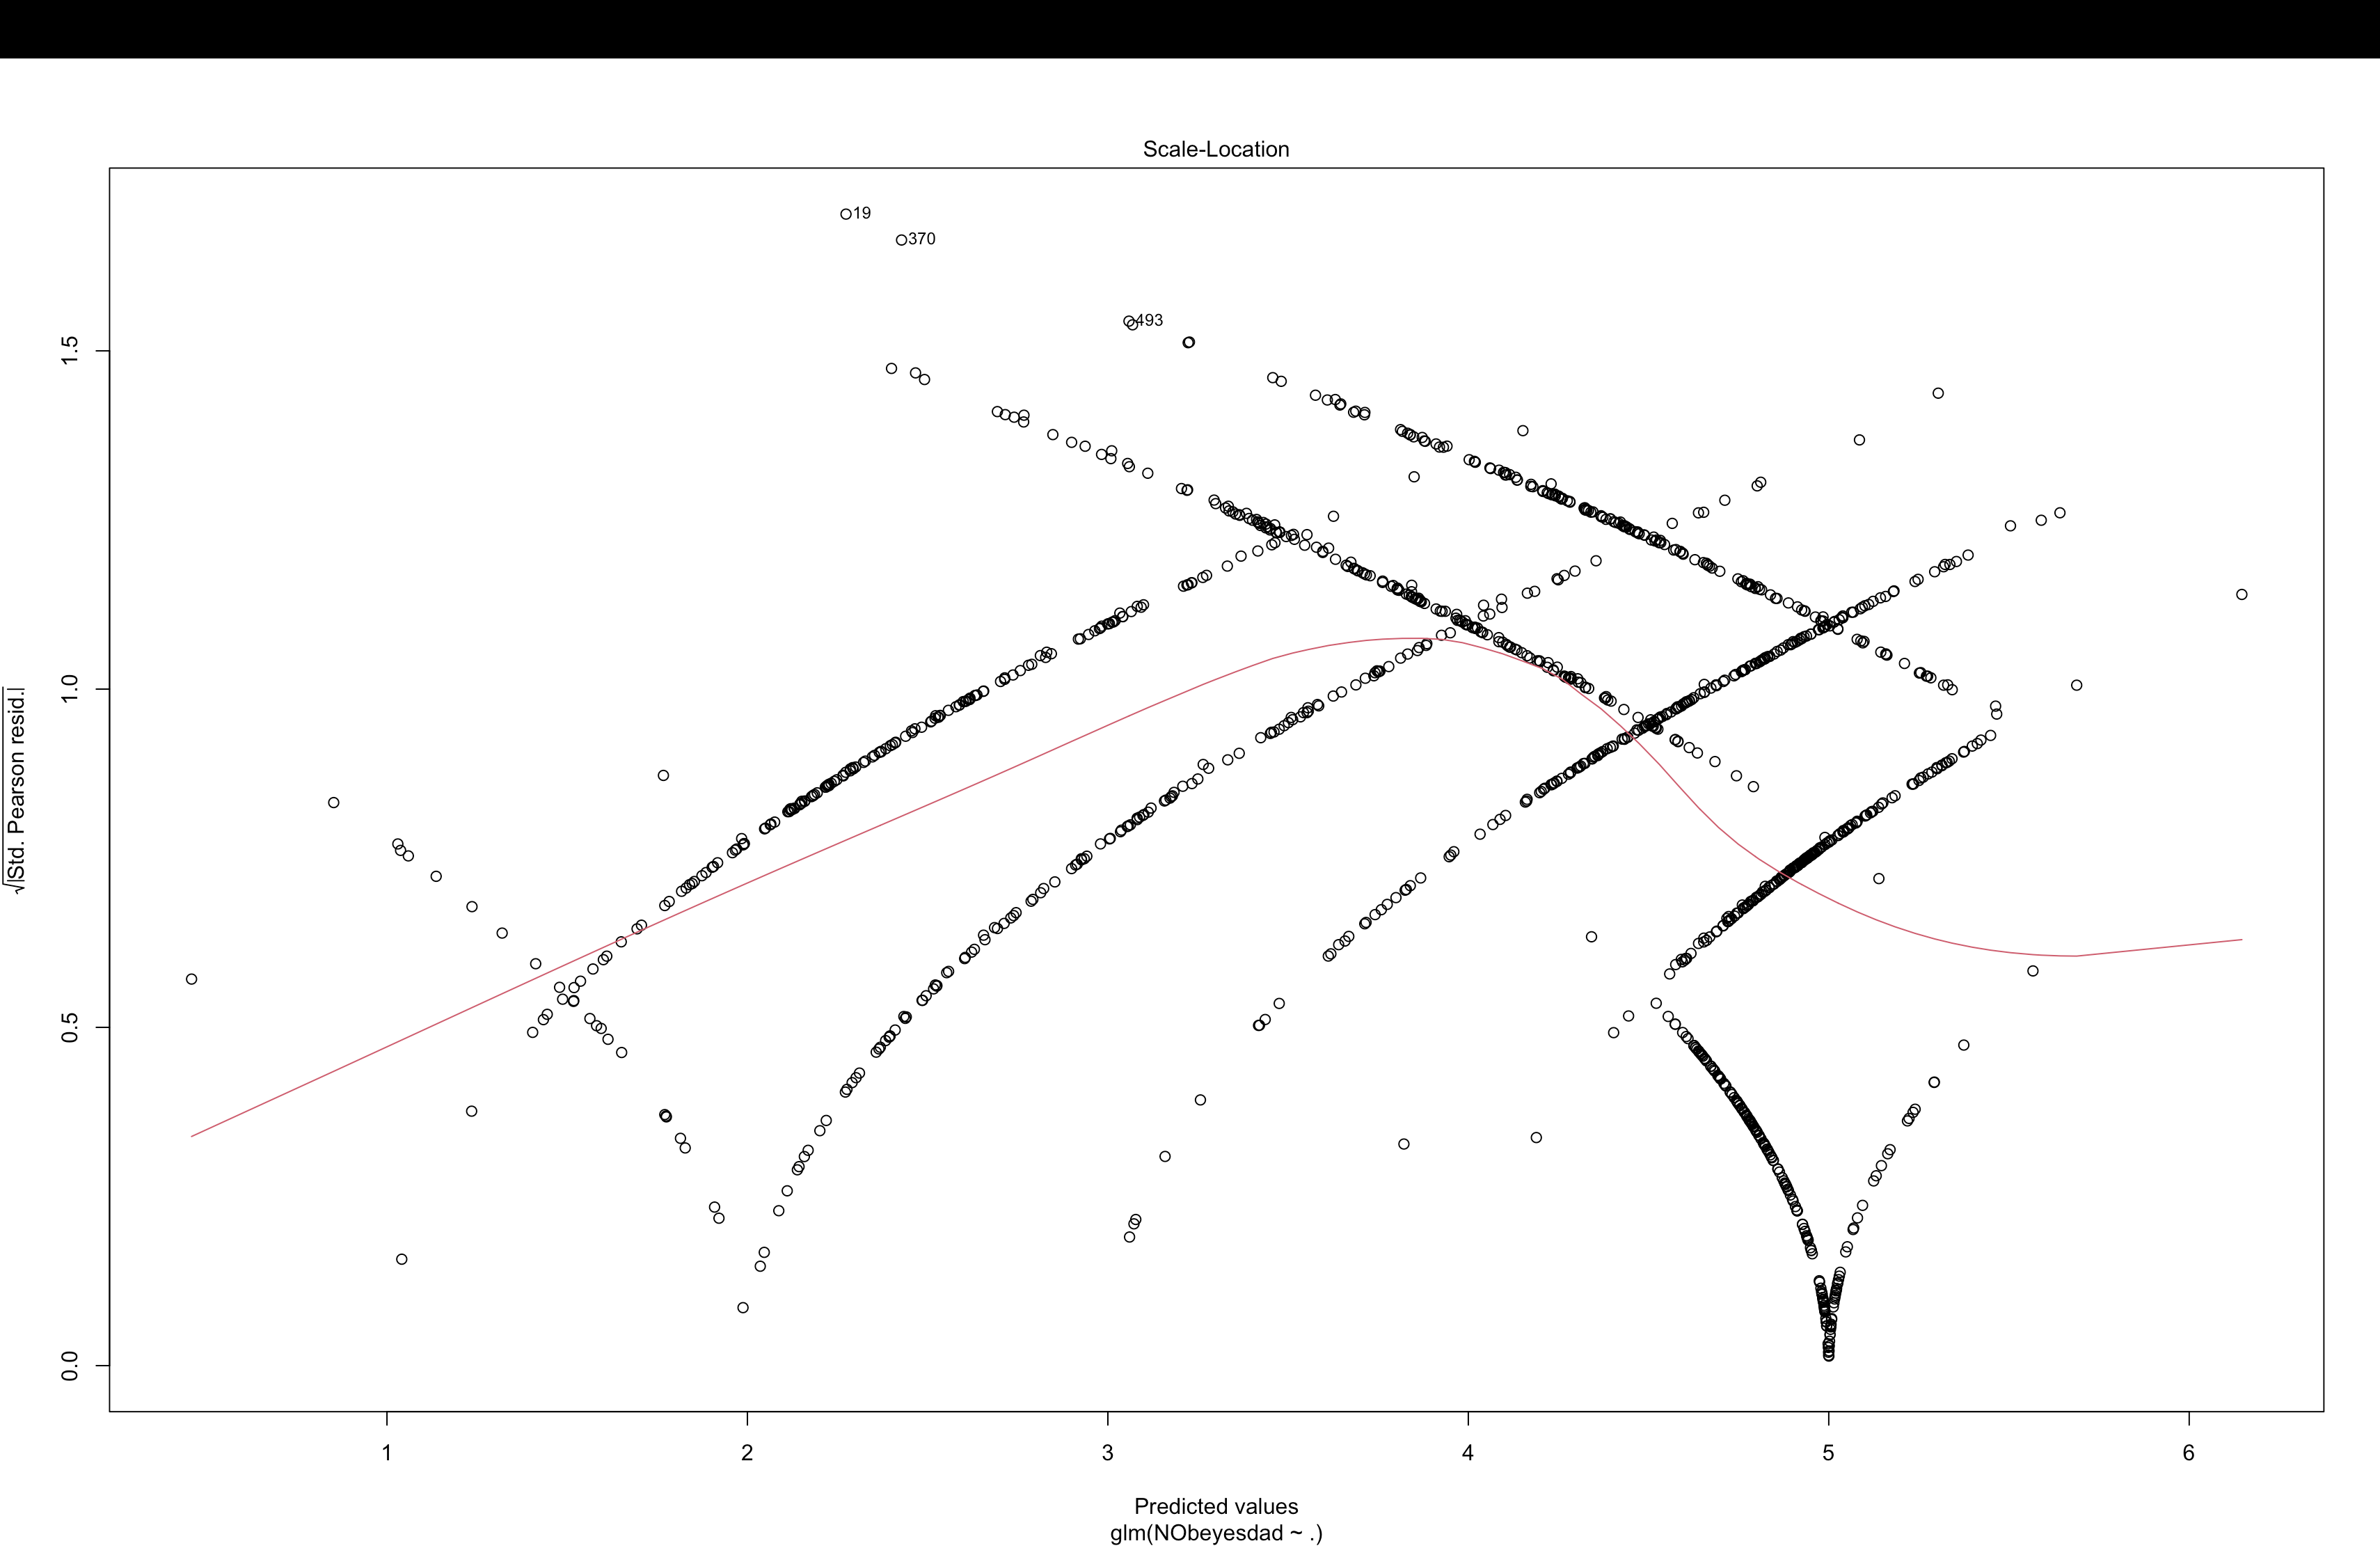 Scale-Location
19
370
493
√|Std. Pearson resid.|
1.5
1.0
0.5
0.0
1 2 3 4 5 6
Predicted values
glm(NObeyesdad ~ .)